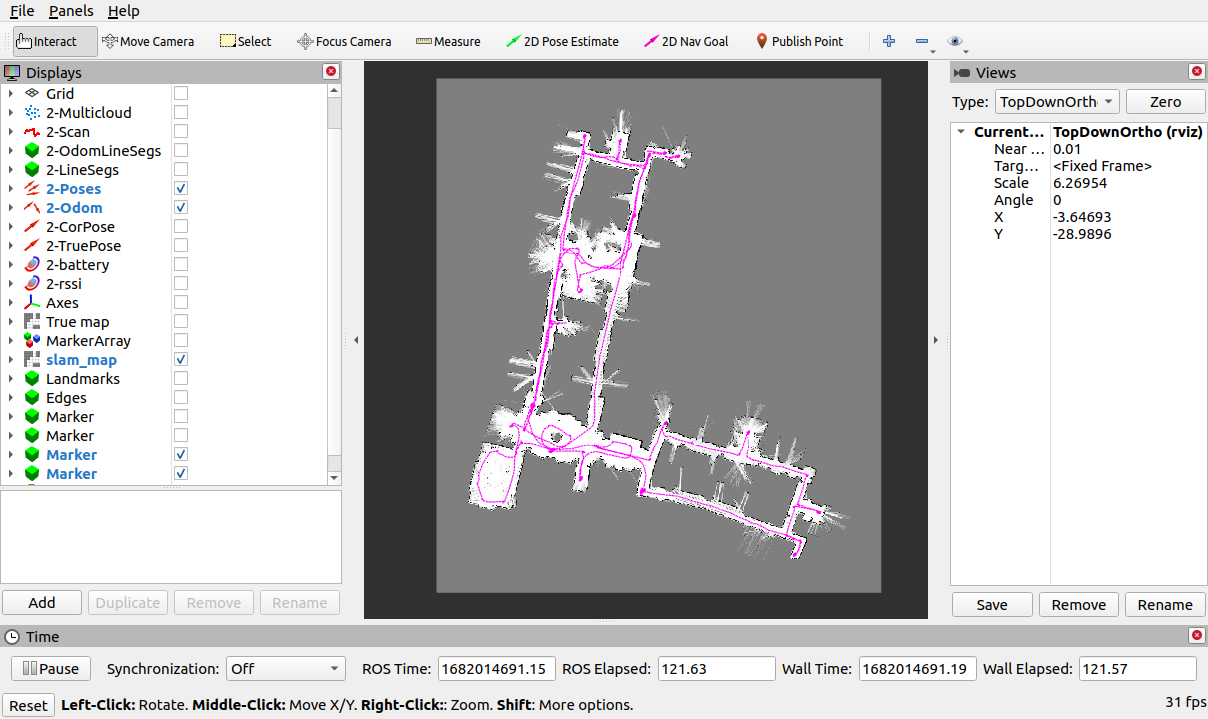 File Panels Help
Interact Move Camera Select Focus Camera Measure 2D Pose Estimate 2D Nav Goal Publish Point
Displays
Grid
2-Multicloud
2-Scan
2-OdomLineSegs
2-LineSegs
2-Poses
2-Odom
2-CorPose
2-TruePose
2-battery
2-rssi
Axes
True map
MarkerArray
slam_map
Landmarks
Edges
Marker
Marker
Marker
Marker
Add Duplicate Remove Rename
Views
Type: TopDownOrth Zero
Current... TopDownOrtho (rviz)
Near ... 0.01
Targ... <Fixed Frame>
Scale 6.26954
Angle 0
X -3.64693
Y -28.9896
Save Remove Rename
Time
Pause Synchronization: Off ROS Time: 1682014691.15 ROS Elapsed: 121.63 Wall Time: 1682014691.19 Wall Elapsed: 121.57
Reset Left-Click: Rotate. Middle-Click: Move X/Y. Right-Click:: Zoom. Shift: More options. 31 fps